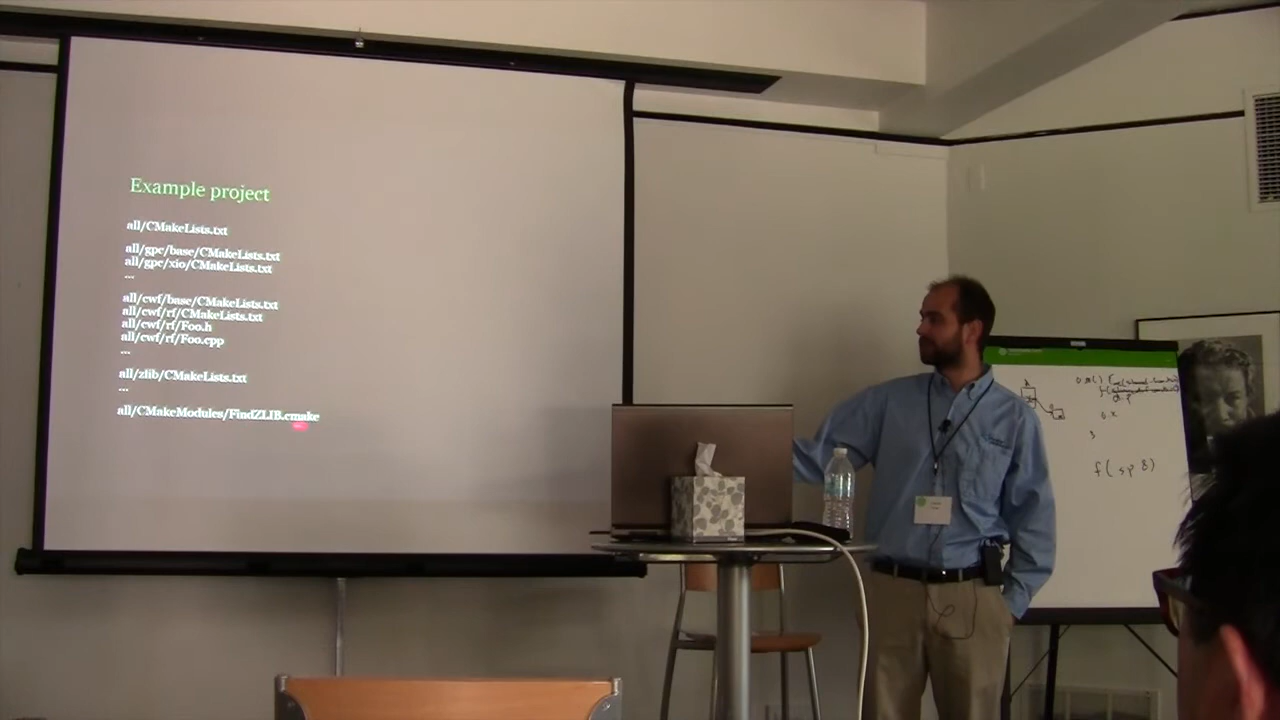 Example project
all/CMakeLists.txt
all/gpc/base/CMakeLists.txt
all/gpc/xio/CMakeLists.txt
...
all/cwf/base/CMakeLists.txt
all/cwf/rf/CMakeLists.txt
all/cwf/rf/Foo.h
all/cwf/rf/Foo.cpp
...
all/zlib/CMakeLists.txt
...
all/CMakeModules/FindZLIB.cmake
f( sp 8)